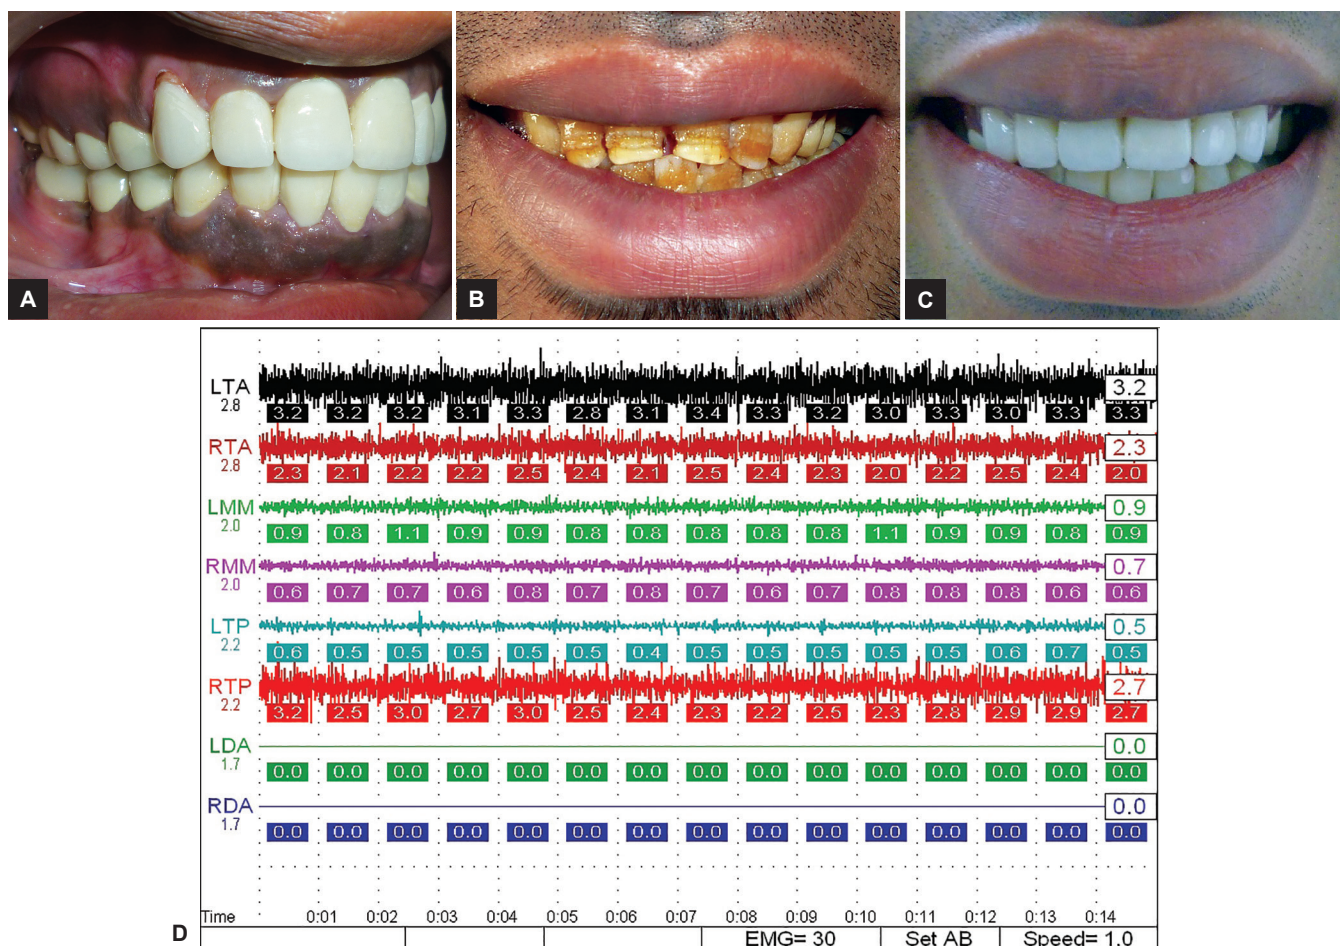 A
B
C
LTA
2.8
3.2 3.2 3.2 3.1 3.3 2.8 3.1 3.4 3.3 3.2 3.0 3.3 3.0 3.3 3.3
3.2
RTA
2.8
2.3 2.1 2.2 2.2 2.5 2.4 2.1 2.5 2.4 2.3 2.0 2.2 2.5 2.4 2.0
2.3
LMM
2.0
0.9 0.8 1.1 0.9 0.9 0.8 0.8 0.8 0.8 0.8 1.1 0.9 0.9 0.8 0.9
0.9
RMM
2.0
0.6 0.7 0.7 0.6 0.8 0.7 0.8 0.7 0.6 0.7 0.8 0.8 0.8 0.6 0.6
0.7
LTP
2.2
0.6 0.5 0.5 0.5 0.5 0.5 0.4 0.5 0.5 0.5 0.5 0.5 0.6 0.7 0.5
0.5
RTP
2.2
3.2 2.5 3.0 2.7 3.0 2.5 2.4 2.3 2.2 2.5 2.3 2.8 2.9 2.9 2.7
2.7
LDA
1.7
0.0 0.0 0.0 0.0 0.0 0.0 0.0 0.0 0.0 0.0 0.0 0.0 0.0 0.0 0.0
0.0
RDA
1.7
0.0 0.0 0.0 0.0 0.0 0.0 0.0 0.0 0.0 0.0 0.0 0.0 0.0 0.0 0.0
0.0
Time 0:01 0:02 0:03 0:04 0:05 0:06 0:07 0:08 0:09 0:10 0:11 0:12 0:13 0:14
D
EMG= 30 Set AB Speed= 1.0